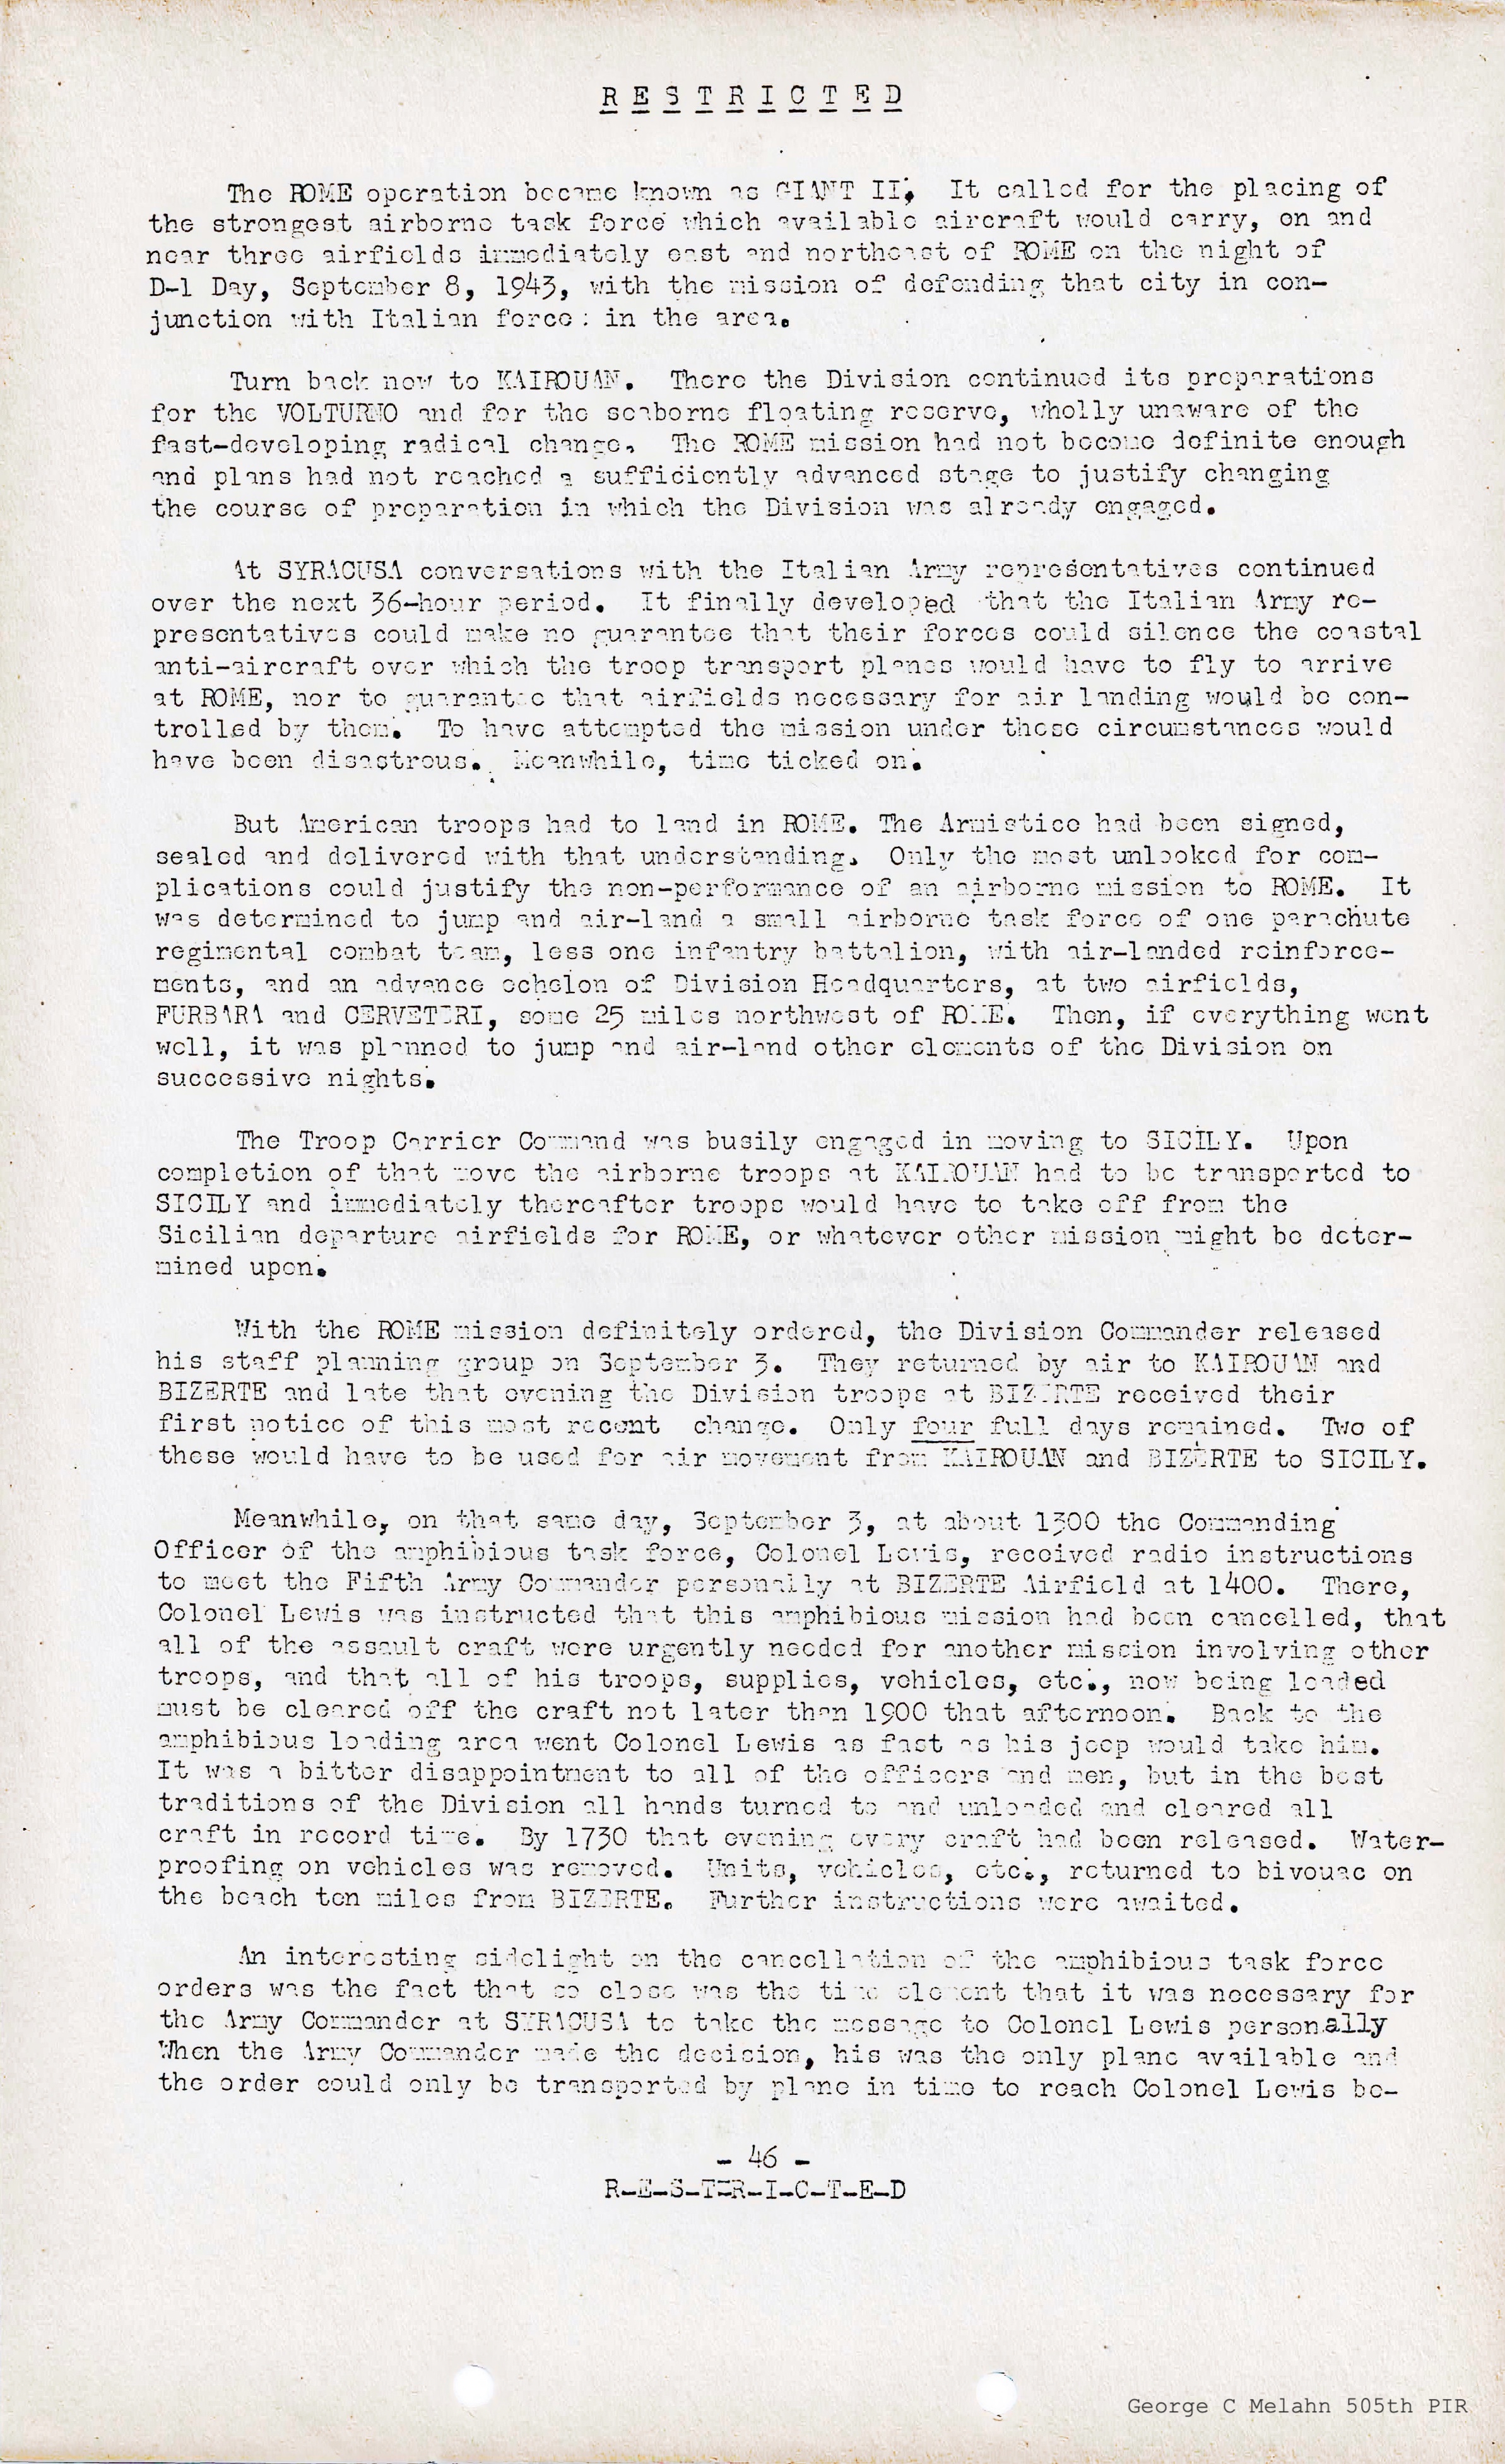 R E S T R I C T E D
The ROME operation became known as GIANT II. It called for the placing of
the strongest airborne task force which available aircraft would carry, on and
near three airfields immediately east and northeast of ROME on the night of
D-1 Day, September 8, 1943, with the mission of defending that city in con-
junction with Italian force: in the area.
Turn back now to KAIROUAN. There the Division continued its preparations
for the VOLTURNO and for the seaborne floating reserve, wholly unaware of the
fast-developing radical change. The ROME mission had not become definite enough
and plans had not reached a sufficiently advanced stage to justify changing
the course of preparation in which the Division was already engaged.
At SYRACUSA conversations with the Italian Army representatives continued
over the next 36-hour period. It finally developed that the Italian Army re-
presentatives could make no guarantee that their forces could silence the coastal
anti-aircraft over which the troop transport planes would have to fly to arrive
at ROME, nor to guarantee that airfields necessary for air landing would be con-
trolled by them. To have attempted the mission under these circumstances would
have been disastrous. Meanwhile, time ticked on.
But American troops had to land in ROME. The Armistice had been signed,
sealed and delivered with that understanding. Only the most unlooked for com-
plications could justify the non-performance of an airborne mission to ROME. It
was determined to jump and air-land a small airborne task force of one parachute
regimental combat team, less one infantry battalion, with air-landed reinforce-
ments, and an advance echelon of Division Headquarters, at two airfields,
FURBARA and CERVETERI, some 25 miles northwest of ROME. Then, if everything went
well, it was planned to jump and air-land other elements of the Division on
successive nights.
The Troop Carrier Command was busily engaged in moving to SICILY. Upon
completion of that move the airborne troops at KAIROUAN had to be transported to
SICILY and immediately thereafter troops would have to take off from the
Sicilian departure airfields for ROME, or whatever other mission might be deter-
mined upon.
With the ROME mission definitely ordered, the Division Commander released
his staff planning group on September 3. They returned by air to KAIROUAN and
BIZERTE and late that evening the Division troops at BIZERTE received their
first notice of this most recent change. Only four full days remained. Two of
these would have to be used for air movement from KAIROUAN and BIZERTE to SICILY.
Meanwhile, on that same day, September 3, at about 1300 the Commanding
Officer of the amphibious task force, Colonel Lewis, received radio instructions
to meet the Fifth Army Commander personally at BIZERTE Airfield at 1400. There,
Colonel Lewis was instructed that this amphibious mission had been cancelled, that
all of the assault craft were urgently needed for another mission involving other
troops, and that all of his troops, supplies, vehicles, etc., now being loaded
must be cleared off the craft not later than 1900 that afternoon. Back to the
amphibious loading area went Colonel Lewis as fast as his jeep would take him.
It was a bitter disappointment to all of the officers and men, but in the best
traditions of the Division all hands turned to and unloaded and cleared all
craft in record time. By 1730 that evening every craft had been released. Water-
proofing on vehicles was removed. Units, vehicles, etc., returned to bivouac on
the beach ten miles from BIZERTE. Further instructions were awaited.
An interesting sidelight on the cancellation of the amphibious task force
orders was the fact that so close was the time element that it was necessary for
the Army Commander at SYRACUSA to take the message to Colonel Lewis personally
When the Army Commander made the decision, his was the only plane available and
the order could only be transported by plane in time to reach Colonel Lewis be-
- 46 -
R-E-S-T-R-I-C-T-E-D
George C Melahn 505th PIR